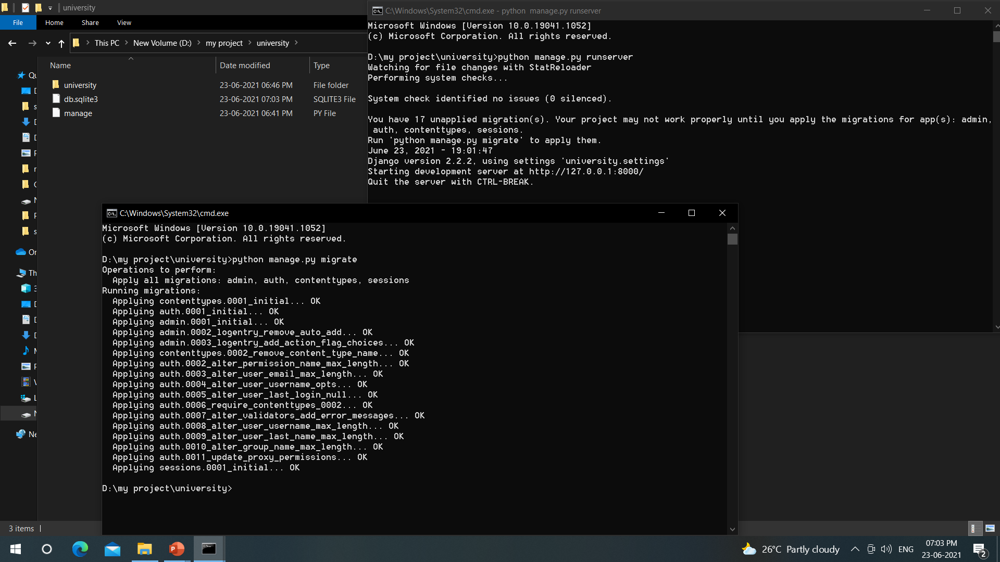 university
File Home Share View
This PC New Volume (D:) my project university
Name Date modified Type
university 23-06-2021 06:46 PM File folder
db.sqlite3 23-06-2021 07:03 PM SQLITE3 File
manage 23-06-2021 06:41 PM PY File
3 items
C:\Windows\System32\cmd.exe - python  manage.py runserver
Microsoft Windows [Version 10.0.19041.1052]
(c) Microsoft Corporation. All rights reserved.
D:\my project\university>python manage.py runserver
Watching for file changes with StatReloader
Performing system checks...
System check identified no issues (0 silenced).
You have 17 unapplied migration(s). Your project may not work properly until you apply the migrations for app(s): admin,
 auth, contenttypes, sessions.
Run 'python manage.py migrate' to apply them.
June 23, 2021 - 19:01:47
Django version 2.2.2, using settings 'university.settings'
Starting development server at http://127.0.0.1:8000/
Quit the server with CTRL-BREAK.
C:\Windows\System32\cmd.exe
Microsoft Windows [Version 10.0.19041.1052]
(c) Microsoft Corporation. All rights reserved.
D:\my project\university>python manage.py migrate
Operations to perform:
  Apply all migrations: admin, auth, contenttypes, sessions
Running migrations:
  Applying contenttypes.0001_initial... OK
  Applying auth.0001_initial... OK
  Applying admin.0001_initial... OK
  Applying admin.0002_logentry_remove_auto_add... OK
  Applying admin.0003_logentry_add_action_flag_choices... OK
  Applying contenttypes.0002_remove_content_type_name... OK
  Applying auth.0002_alter_permission_name_max_length... OK
  Applying auth.0003_alter_user_email_max_length... OK
  Applying auth.0004_alter_user_username_opts... OK
  Applying auth.0005_alter_user_last_login_null... OK
  Applying auth.0006_require_contenttypes_0002... OK
  Applying auth.0007_alter_validators_add_error_messages... OK
  Applying auth.0008_alter_user_username_max_length... OK
  Applying auth.0009_alter_user_last_name_max_length... OK
  Applying auth.0010_alter_group_name_max_length... OK
  Applying auth.0011_update_proxy_permissions... OK
  Applying sessions.0001_initial... OK
D:\my project\university>
26°C Partly cloudy ENG
07:03 PM
23-06-2021
2